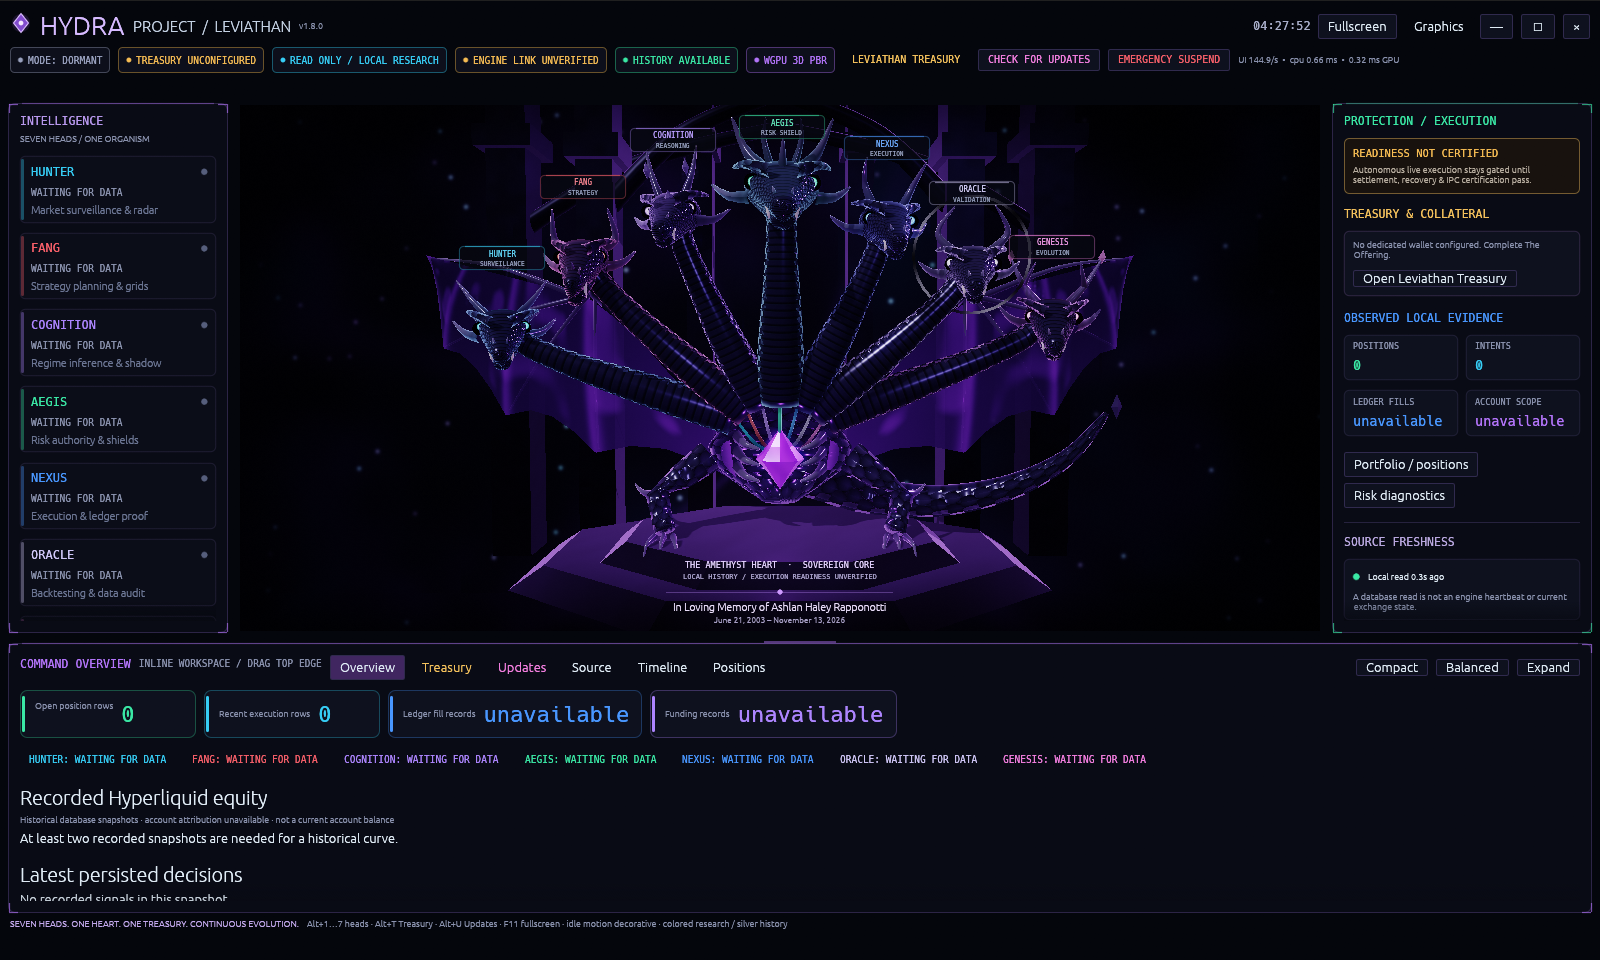 HYDRA PROJECT / LEVIATHAN v1.8.0
04:27:52 Fullscreen Graphics
MODE: DORMANT TREASURY UNCONFIGURED READ ONLY / LOCAL RESEARCH ENGINE LINK UNVERIFIED HISTORY AVAILABLE WGPU 3D PBR LEVIATHAN TREASURY CHECK FOR UPDATES EMERGENCY SUSPEND UI 144.9/s • cpu 0.66 ms • 0.32 ms GPU
INTELLIGENCE
SEVEN HEADS / ONE ORGANISM
HUNTER
WAITING FOR DATA
Market surveillance & radar
FANG
WAITING FOR DATA
Strategy planning & grids
COGNITION
WAITING FOR DATA
Regime inference & shadow
AEGIS
WAITING FOR DATA
Risk authority & shields
NEXUS
WAITING FOR DATA
Execution & ledger proof
ORACLE
WAITING FOR DATA
Backtesting & data audit
AEGIS
RISK SHIELD
COGNITION
REASONING
NEXUS
EXECUTION
FANG
STRATEGY
ORACLE
VALIDATION
HUNTER
SURVEILLANCE
GENESIS
EVOLUTION
THE AMETHYST HEART · SOVEREIGN CORE
LOCAL HISTORY / EXECUTION READINESS UNVERIFIED
In Loving Memory of Ashlan Haley Rapponotti
June 21, 2003 – November 13, 2026
PROTECTION / EXECUTION
READINESS NOT CERTIFIED
Autonomous live execution stays gated until
settlement, recovery & IPC certification pass.
TREASURY & COLLATERAL
No dedicated wallet configured. Complete The
Offering.
Open Leviathan Treasury
OBSERVED LOCAL EVIDENCE
POSITIONS
0
INTENTS
0
LEDGER FILLS
unavailable
ACCOUNT SCOPE
unavailable
Portfolio / positions
Risk diagnostics
SOURCE FRESHNESS
Local read 0.3s ago
A database read is not an engine heartbeat or current
exchange state.
COMMAND OVERVIEW INLINE WORKSPACE / DRAG TOP EDGE Overview Treasury Updates Source Timeline Positions Compact Balanced Expand
Open position rows 0
Recent execution rows 0
Ledger fill records unavailable
Funding records unavailable
HUNTER: WAITING FOR DATA FANG: WAITING FOR DATA COGNITION: WAITING FOR DATA AEGIS: WAITING FOR DATA NEXUS: WAITING FOR DATA ORACLE: WAITING FOR DATA GENESIS: WAITING FOR DATA
Recorded Hyperliquid equity
Historical database snapshots · account attribution unavailable · not a current account balance
At least two recorded snapshots are needed for a historical curve.
Latest persisted decisions
No recorded signals in this snapshot
SEVEN HEADS. ONE HEART. ONE TREASURY. CONTINUOUS EVOLUTION. Alt+1...7 heads · Alt+T Treasury · Alt+U Updates · F11 fullscreen · idle motion decorative · colored research / silver history